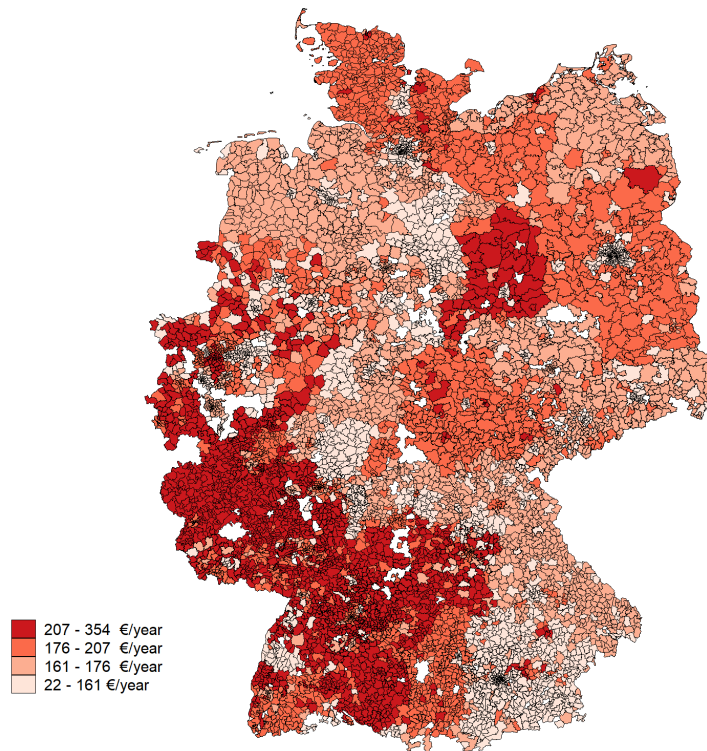 207 - 354 €/year
176 - 207 €/year
161 - 176 €/year
22 - 161 €/year